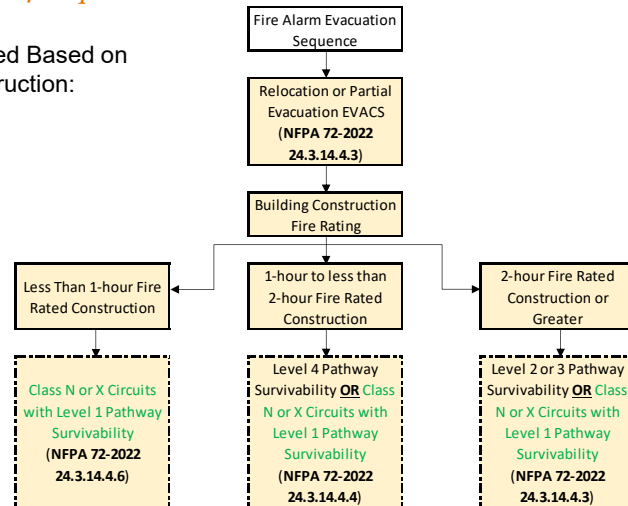 ed Based on
ruction:
Fire Alarm Evacuation
Sequence
Relocation or Partial
Evacuation EVACS
(NFPA 72-2022
24.3.14.4.3)
Building Construction
Fire Rating
Less Than 1-hour Fire
Rated Construction
1-hour to less than
2-hour Fire Rated
Construction
2-hour Fire Rated
Construction or
Greater
Class N or X Circuits
with Level 1 Pathway
Survivability
(NFPA 72-2022
24.3.14.4.6)
Level 4 Pathway
Survivability OR Class
N or X Circuits with
Level 1 Pathway
Survivability
(NFPA 72-2022
24.3.14.4.4)
Level 2 or 3 Pathway
Survivability OR Class
N or X Circuits with
Level 1 Pathway
Survivability
(NFPA 72-2022
24.3.14.4.3)